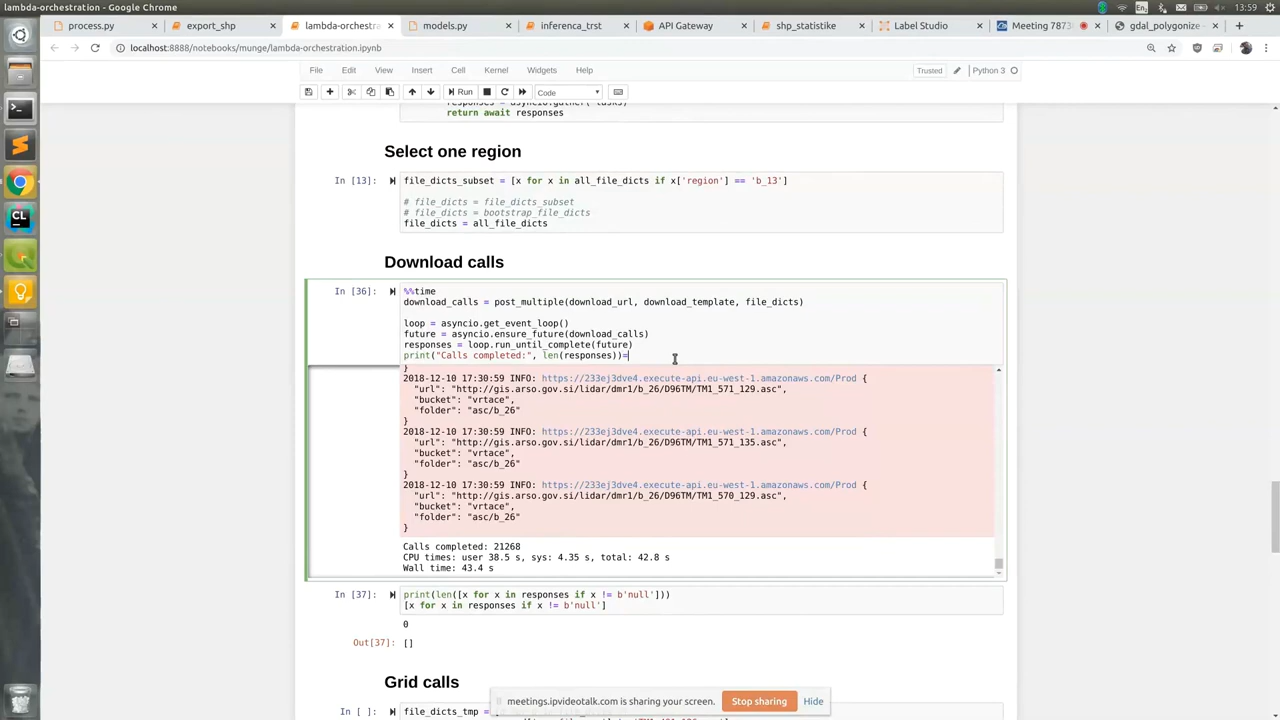 lambda-orchestration - Google Chrome
13:59
process.py
export_shp
lambda-orchestration
models.py
inferenca_trst
API Gateway
shp_statistike
Label Studio
Meeting 7873
gdal_polygonize -
localhost:8888/notebooks/munge/lambda-orchestration.ipynb
File Edit View Insert Cell Kernel Widgets Help
Trusted
Python 3
Run
Code
return await responses
Select one region
In [13]:
file_dicts_subset = [x for x in all_file_dicts if x['region'] == 'b_13']
# file_dicts = file_dicts_subset
# file_dicts = bootstrap_file_dicts
file_dicts = all_file_dicts
Download calls
In [36]:
%%time
download_calls = post_multiple(download_url, download_template, file_dicts)
loop = asyncio.get_event_loop()
future = asyncio.ensure_future(download_calls)
responses = loop.run_until_complete(future)
print("Calls completed:", len(responses))=
}
2018-12-10 17:30:59 INFO: https://233ej3dve4.execute-api.eu-west-1.amazonaws.com/Prod {
"url": "http://gis.arso.gov.si/lidar/dmr1/b_26/D96TM/TM1_571_129.asc",
"bucket": "vrtace",
"folder": "asc/b_26"
}
2018-12-10 17:30:59 INFO: https://233ej3dve4.execute-api.eu-west-1.amazonaws.com/Prod {
"url": "http://gis.arso.gov.si/lidar/dmr1/b_26/D96TM/TM1_571_135.asc",
"bucket": "vrtace",
"folder": "asc/b_26"
}
2018-12-10 17:30:59 INFO: https://233ej3dve4.execute-api.eu-west-1.amazonaws.com/Prod {
"url": "http://gis.arso.gov.si/lidar/dmr1/b_26/D96TM/TM1_570_129.asc",
"bucket": "vrtace",
"folder": "asc/b_26"
}
Calls completed: 21268
CPU times: user 38.5 s, sys: 4.35 s, total: 42.8 s
Wall time: 43.4 s
In [37]:
print(len([x for x in responses if x != b'null']))
[x for x in responses if x != b'null']
0
Out[37]: []
Grid calls
meetings.ipvideotalk.com is sharing your screen.
Stop sharing
Hide
In [ ]:
file_dicts_tmp =